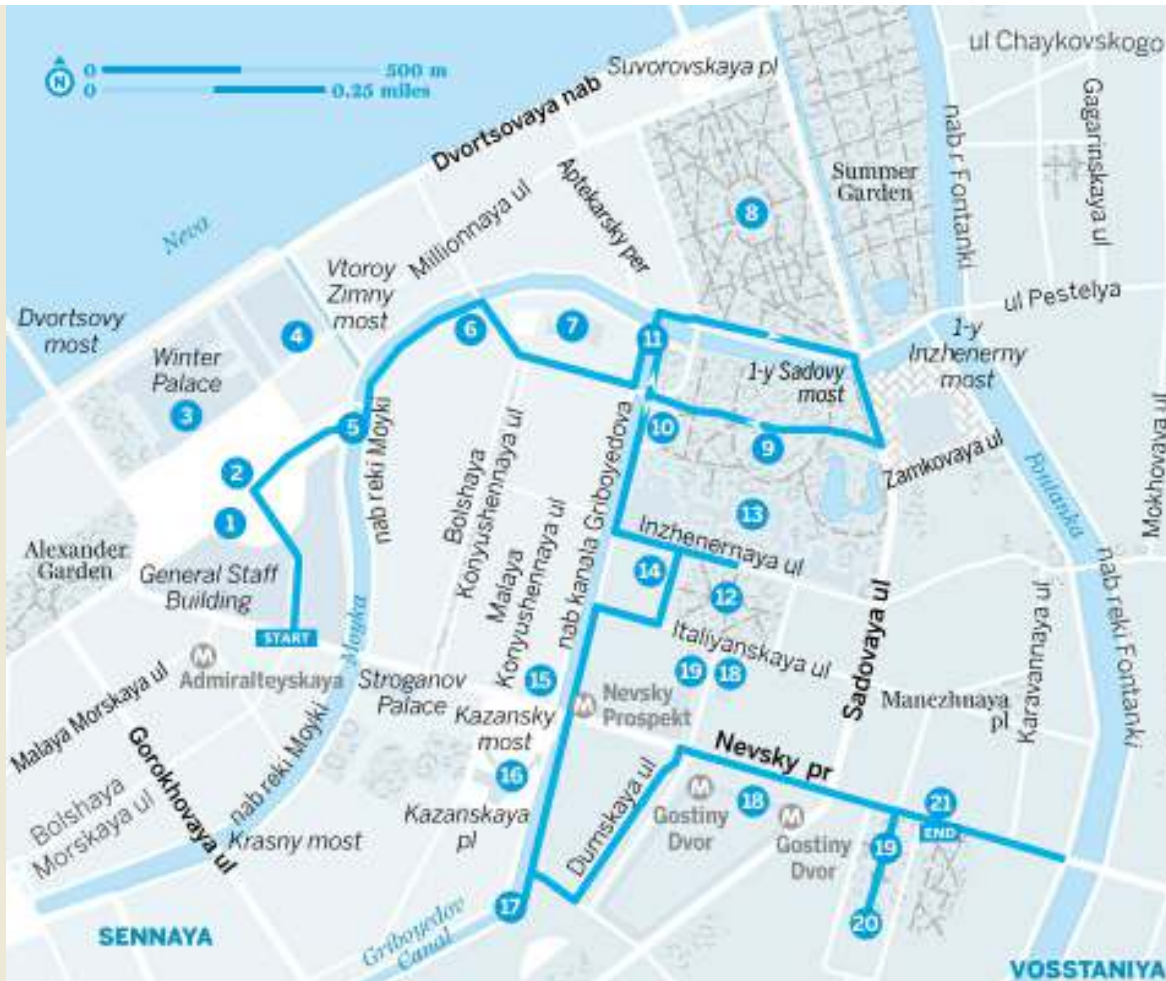 N
0 500 m
0 0.25 miles
Suvorovskaya pl
ul Chaykovskogo
Dvortsovaya nab
nab r Fontanki
Gagarinskaya ul
Summer
Garden
Neva
Millionnaya ul
Aptekarsky per
8
Vtoroy
Zimny
most
ul Pestelya
Dvortsovy
most
4
6
7
11
1-y
Inzhenerny
most
Winter
Palace
3
1-y Sadovy
most
5
nab reki Moyki
10
9
Mokhovaya ul
2
1
Bolshaya
Konyushennaya ul
Malaya
Konyushennaya ul
nab kanala Griboyedova
Zamkovaya ul
Fontanka
13
Inzhenernaya ul
Alexander
Garden
General Staff
Building
14
12
START
Moyka
Italiyanskaya ul
Sadovaya ul
Karavannaya ul
nab reki Fontanki
M
Admiralteyskaya
Stroganov
Palace
15
19
18
Manezhnaya
pl
Malaya Morskaya ul
Kazansky
most
M
Nevsky
Prospekt
Nevsky pr
Gorokhovaya ul
nab reki Moyki
16
Dumskaya ul
M
Gostiny
Dvor
18
M
Gostiny
Dvor
21
END
19
Bolshaya
Morskaya ul
Krasny most
Kazanskaya
pl
17
20
Griboyedov
Canal
SENNAYA
VOSSTANIYA